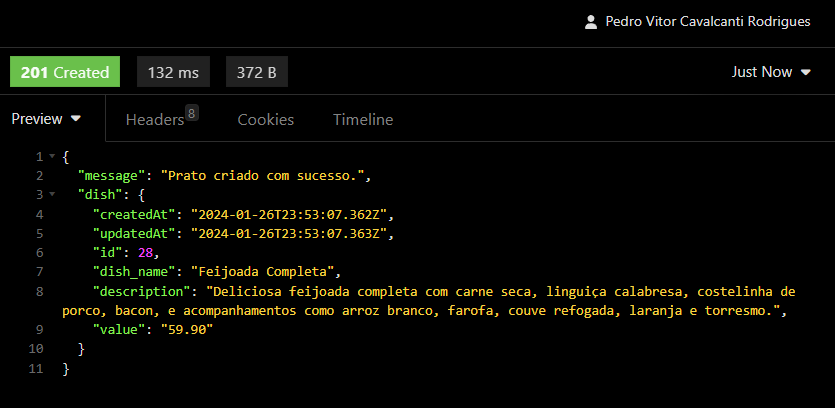 Pedro Vitor Cavalcanti Rodrigues
201 Created 132 ms 372 B Just Now
Preview Headers 8 Cookies Timeline
1 {
2 "message": "Prato criado com sucesso.",
3 "dish": {
4 "createdAt": "2024-01-26T23:53:07.362Z",
5 "updatedAt": "2024-01-26T23:53:07.363Z",
6 "id": 28,
7 "dish_name": "Feijoada Completa",
8 "description": "Deliciosa feijoada completa com carne seca, linguiça calabresa, costelinha de
porco, bacon, e acompanhamentos como arroz branco, farofa, couve refogada, laranja e torresmo.",
9 "value": "59.90"
10 }
11 }